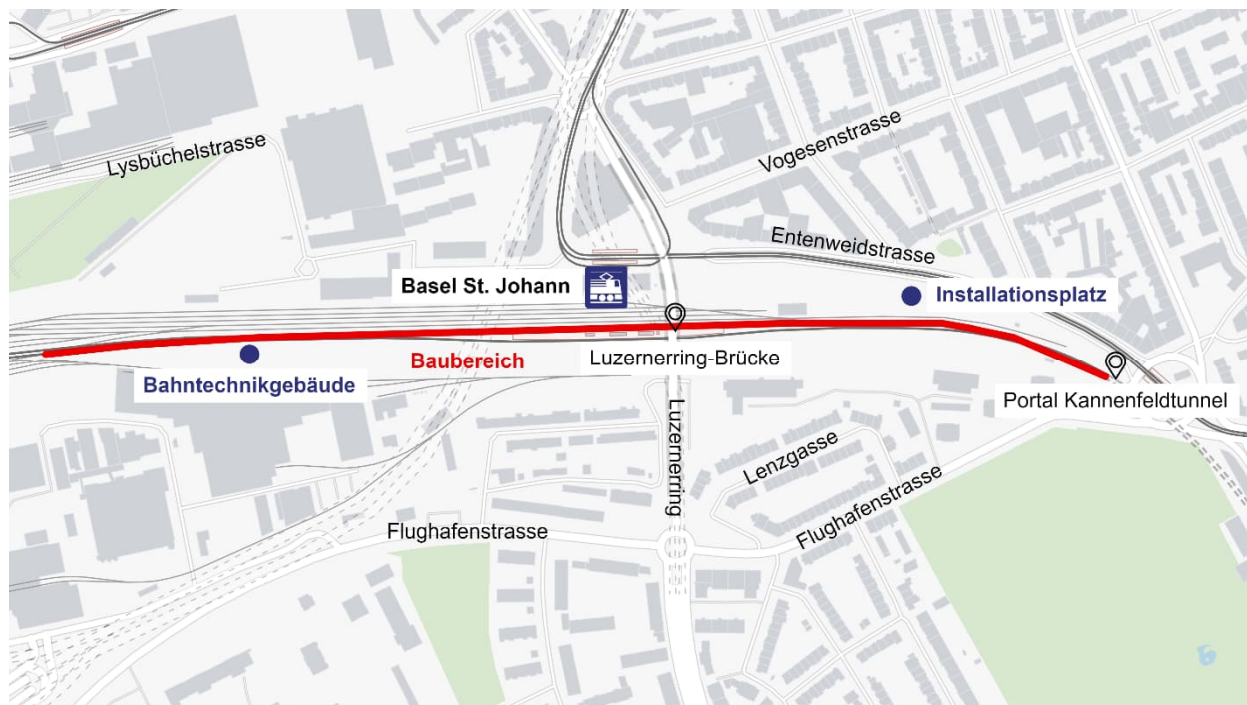 Lysbüchelstrasse
Vogesenstrasse
Entenweidstrasse
Basel St. Johann
Installationsplatz
Baubereich
Luzernerring-Brücke
Bahntechnikgebäude
Portal Kannenfeldtunnel
Luzernerring
Lenzgasse
Flughafenstrasse
Flughafenstrasse